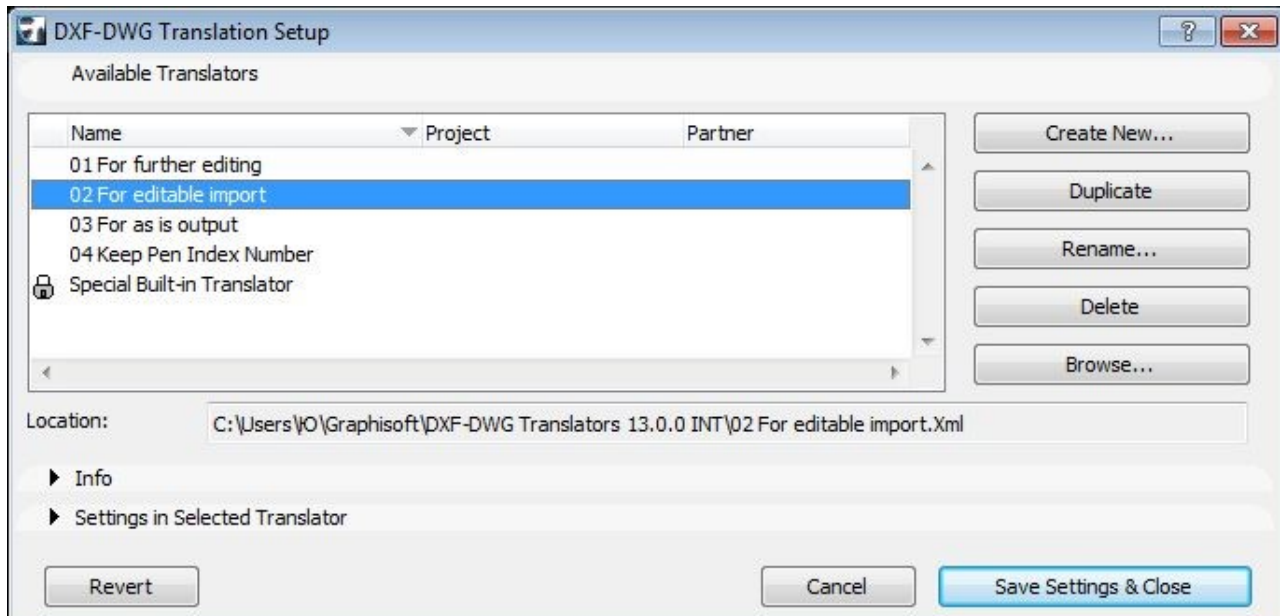 DXF-DWG Translation Setup
Available Translators
Name Project Partner
01 For further editing
02 For editable import
03 For as is output
04 Keep Pen Index Number
Special Built-in Translator
Create New...
Duplicate
Rename...
Delete
Browse...
Location: C:\Users\Ю\Graphisoft\DXF-DWG Translators 13.0.0 INT\02 For editable import.Xml
Info
Settings in Selected Translator
Revert Cancel Save Settings & Close